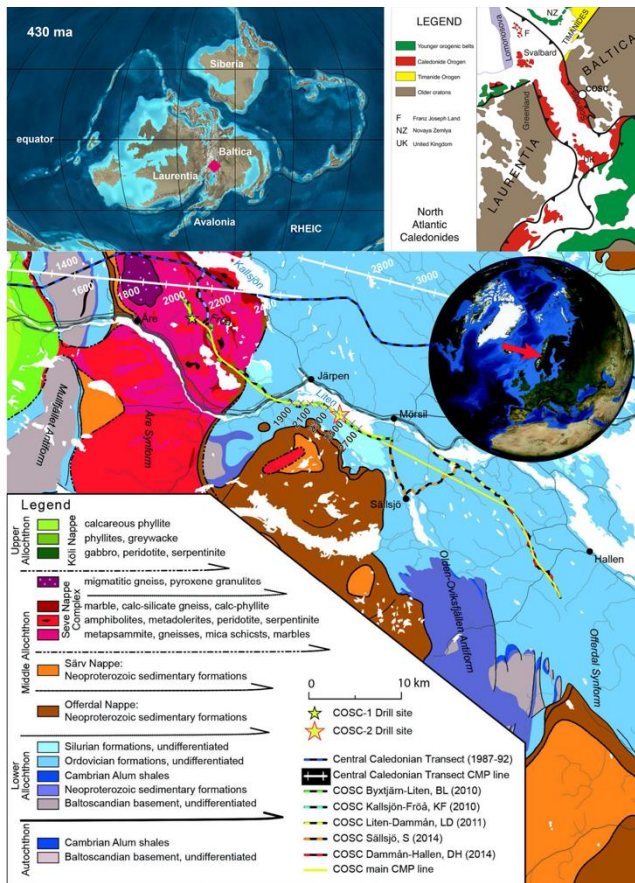 430 ma
Siberia
equator
Baltica
Laurentia
Avalonia
RHEIC
LEGEND
Younger orogenic belts
Caledonide Orogen
Timanide Orogen
Older cratons
F Franz Joseph Land
NZ Novaya Zemlya
UK United Kingdom
North
Atlantic
Caledonides
NZ
F
Svalbard
TIMANIDES
BALTICA
COSC
Greenland
UK
LAURENTIA
1400
1600
1800
2000
2200
2400
Kallsjön
2800
3000
Åre
Fröå
Järpen
Liten
Mörsil
1900
2100
2700
Sällsjö
Hallen
Mullfjället Antiform
Åre Synform
Olden-Oviksfjällen Antiform
Offerdal Synform
Legend
Upper
Allochthon
Köli Nappe
calcareous phyllite
phyllites, greywacke
gabbro, peridotite, serpentinite
Middle Allochthon
Seve Nappe
Complex
migmatitic gneiss, pyroxene granulites
marble, calc-silicate gneiss, calc-phyllite
amphibolites, metadolerites, peridotite, serpentinite
metapsammite, gneisses, mica schicsts, marbles
Särv Nappe:
Neoproterozoic sedimentary formations
Offerdal Nappe:
Neoproterozoic sedimentary formations
Lower
Allochthon
Silurian formations, undifferentiated
Ordovician formations, undifferentiated
Cambrian Alum shales
Neoproterozoic sedimentary formations
Baltoscandian basement, undifferentiated
Autochthon
Cambrian Alum shales
Baltoscandian basement, undifferentiated
0 10 km
COSC-1 Drill site
COSC-2 Drill site
Central Caledonian Transect (1987-92)
Central Caledonian Transect CMP line
COSC Byxtjärn-Liten, BL (2010)
COSC Kallsjön-Fröå, KF (2010)
COSC Liten-Dammån, LD (2011)
COSC Sällsjö, S (2014)
COSC Dammån-Hallen, DH (2014)
COSC main CMP line